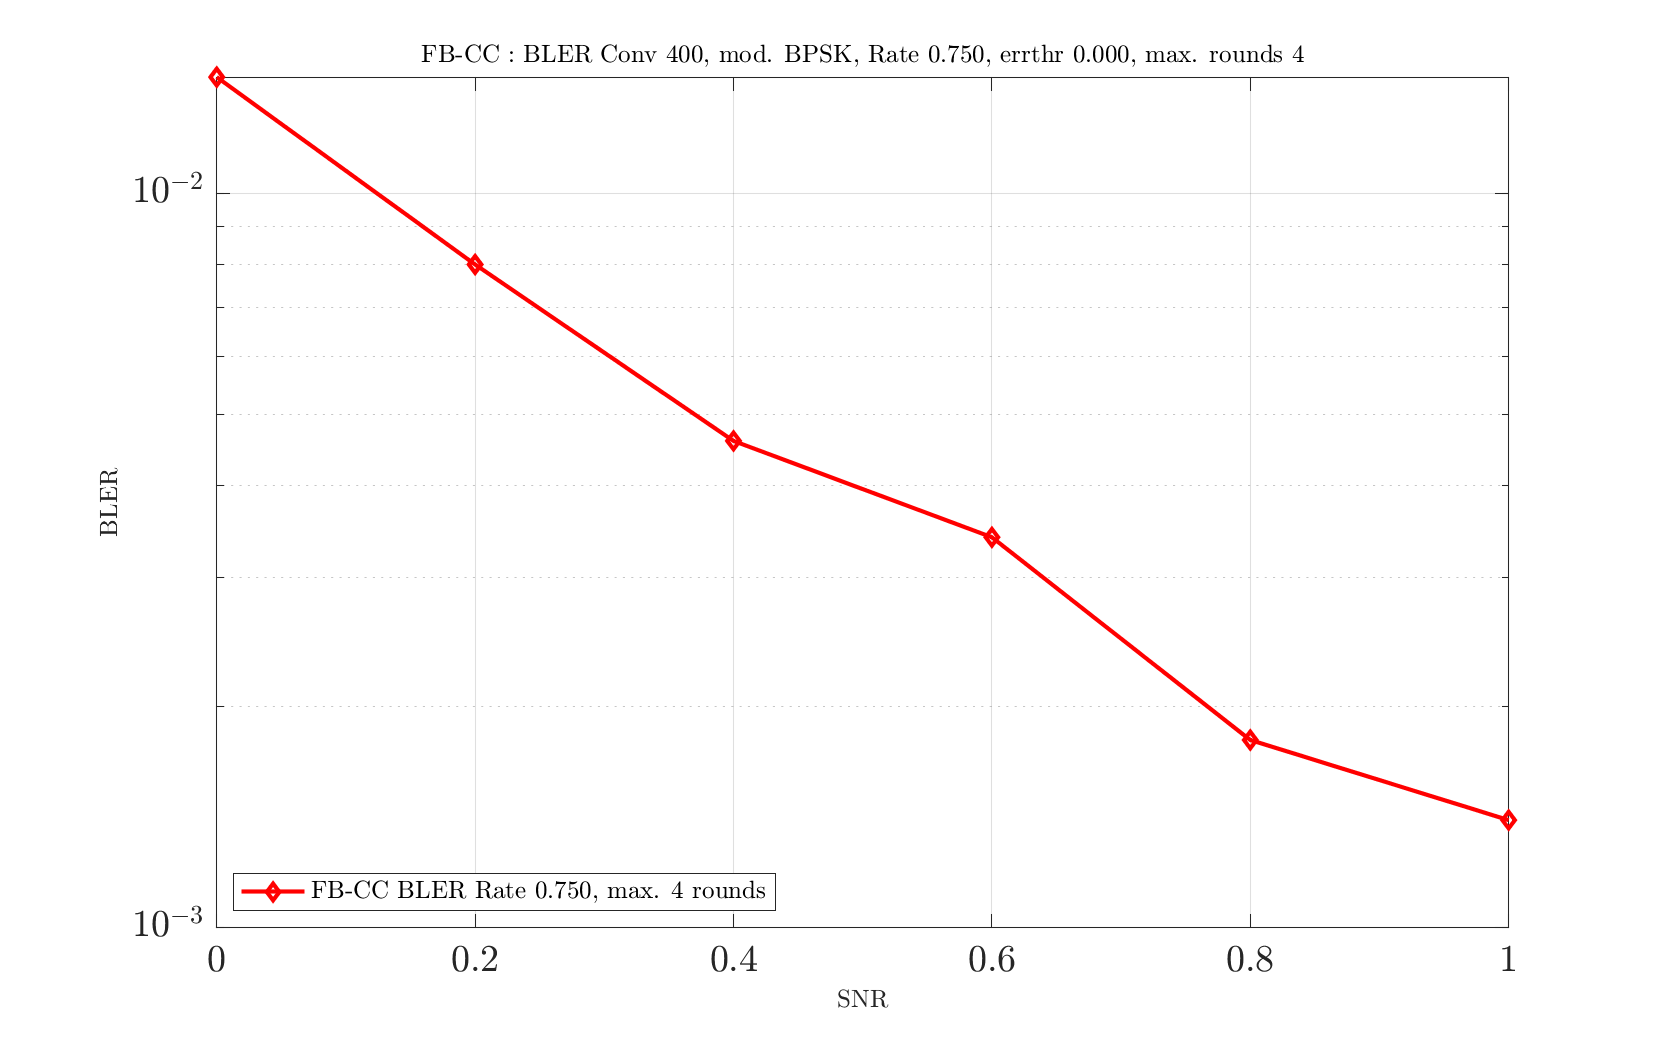 FB-CC : BLER Conv 400, mod. BPSK, Rate 0.750, errthr 0.000, max. rounds 4
10⁻²
BLER
10⁻³
FB-CC BLER Rate 0.750, max. 4 rounds
0 0.2 0.4 0.6 0.8 1
SNR